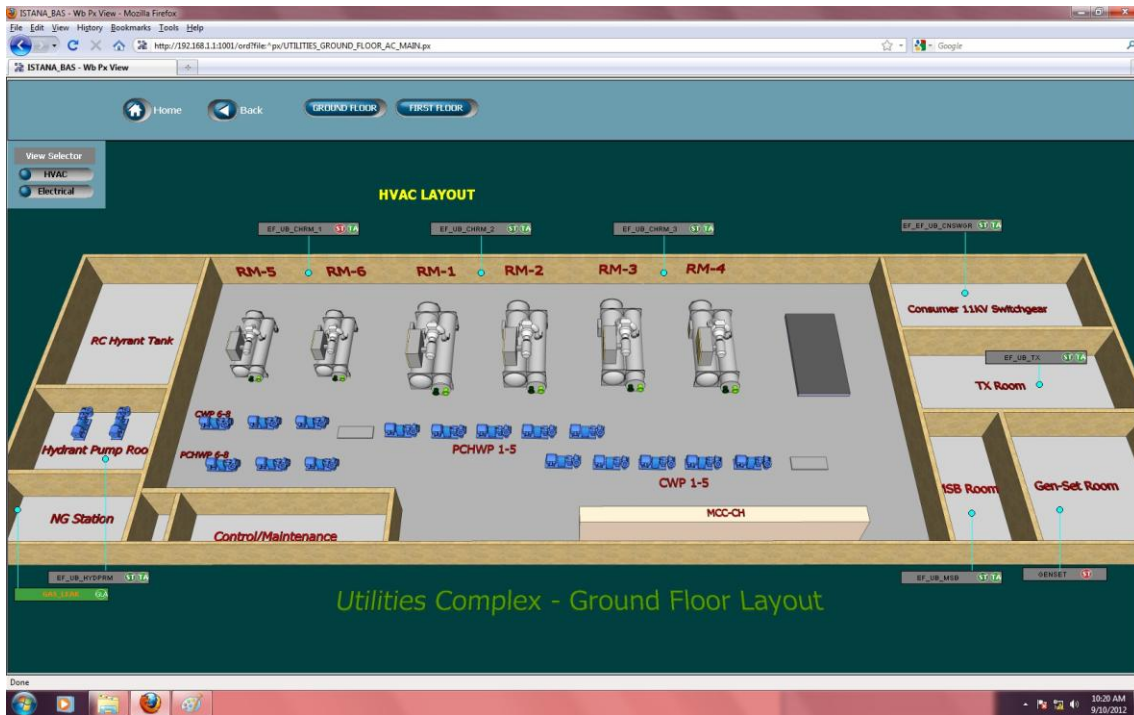 ISTANA_BAS - Wb Px View - Mozilla Firefox
File Edit View History Bookmarks Tools Help
http://192.168.1.1:1001/ord?file:^px/UTILITIES_GROUND_FLOOR_AC_MAIN.px
Google
ISTANA_BAS - Wb Px View
Home
Back
GROUND FLOOR
FIRST FLOOR
View Selector
HVAC
Electrical
HVAC LAYOUT
EF_UB_CHRM_1 ST TA
EF_UB_CHRM_2 ST TA
EF_UB_CHRM_3 ST TA
EF_EF_UB_CNSWGR ST TA
RM-5
RM-6
RM-1
RM-2
RM-3
RM-4
Consumer 11KV Switchgear
RC Hyrant Tank
EF_UB_TX ST TA
TX Room
CWP 6-8
Hydrant Pump Roo
PCHWP 6-8
PCHWP 1-5
CWP 1-5
MSB Room
Gen-Set Room
NG Station
Control/Maintenance
MCC-CH
EF_UB_HYDPRM ST TA
EF_UB_MSB ST TA
GENSET ST
GAS_LEAK GLA
Utilities Complex - Ground Floor Layout
Done
10:20 AM
9/10/2012